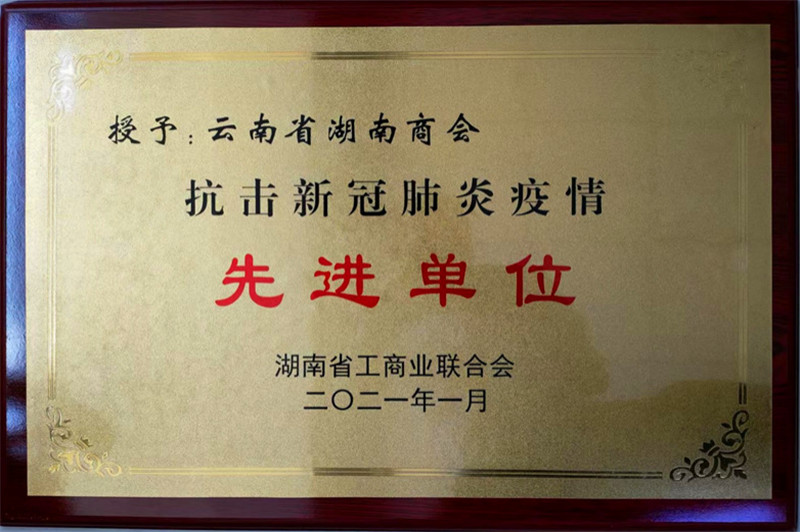 授予:云南省湖南商会
抗击新冠肺炎疫情
先进单位
湖南省工商业联合会
二〇二一年一月